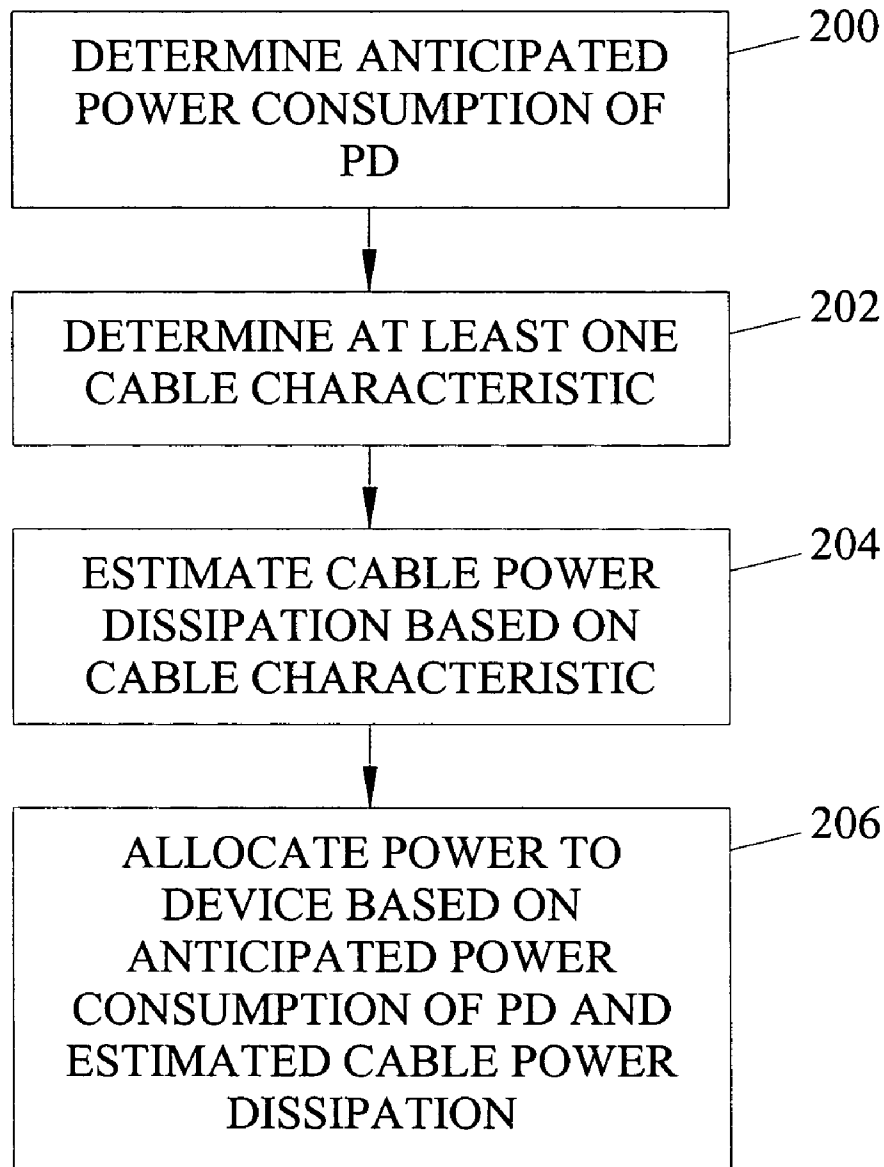 200
DETERMINE ANTICIPATED
POWER CONSUMPTION OF
PD
202
DETERMINE AT LEAST ONE
CABLE CHARACTERISTIC
204
ESTIMATE CABLE POWER
DISSIPATION BASED ON
CABLE CHARACTERISTIC
206
ALLOCATE POWER TO
DEVICE BASED ON
ANTICIPATED POWER
CONSUMPTION OF PD AND
ESTIMATED CABLE POWER
DISSIPATION